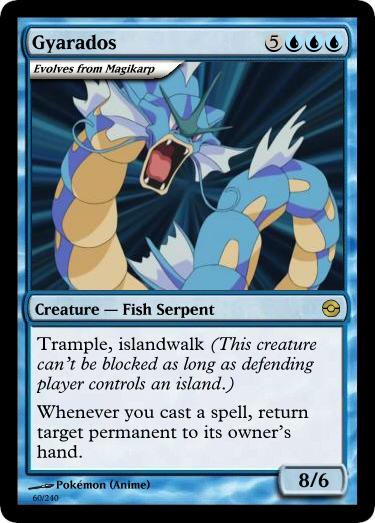 Gyarados 5
Evolves from Magikarp
Creature — Fish Serpent
Trample, islandwalk (This creature
can't be blocked as long as defending
player controls an island.)
Whenever you cast a spell, return
target permanent to its owner's
hand.
8/6
Pokémon (Anime)
60/240